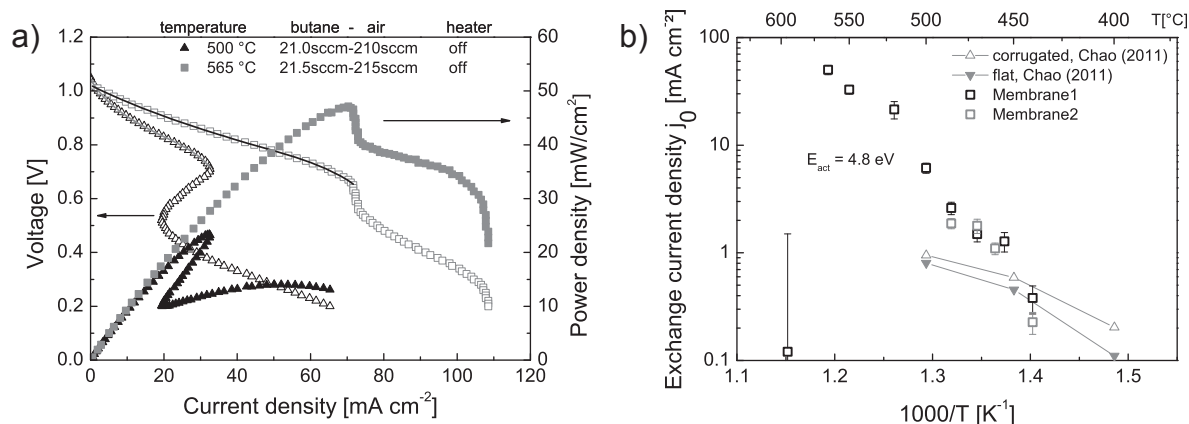 a)
temperature butane - air heater
500 °C 21.0sccm-210sccm off
565 °C 21.5sccm-215sccm off
1.2
1.0
0.8
0.6
0.4
0.2
0.0
Voltage [V]
60
50
40
30
20
10
0
Power density [mW/cm²]
0 20 40 60 80 100 120
Current density [mA cm⁻²]
b)
600 550 500 450 400 T[°C]
100
10
1
0.1
Exchange current density j₀ [mA cm⁻²]
corrugated, Chao (2011)
flat, Chao (2011)
Membrane1
Membrane2
Eact = 4.8 eV
1.1 1.2 1.3 1.4 1.5
1000/T [K⁻¹]